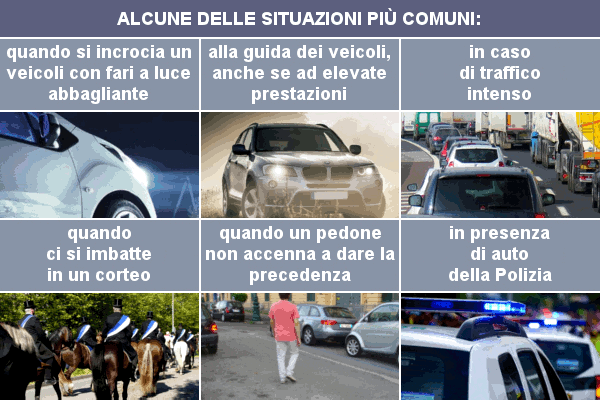 ALCUNE DELLE SITUAZIONI PIÙ COMUNI:
quando si incrocia un
veicoli con fari a luce
abbagliante
alla guida dei veicoli,
anche se ad elevate
prestazioni
in caso
di traffico
intenso
quando
ci si imbatte
in un corteo
quando un pedone
non accenna a dare la
precedenza
in presenza
di auto
della Polizia